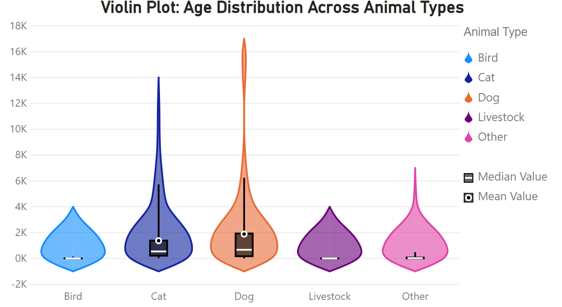 Violin Plot: Age Distribution Across Animal Types
18K
16K
14K
12K
10K
8K
6K
4K
2K
0K
-2K
Bird
Cat
Dog
Livestock
Other
Animal Type
Bird
Cat
Dog
Livestock
Other
Median Value
Mean Value